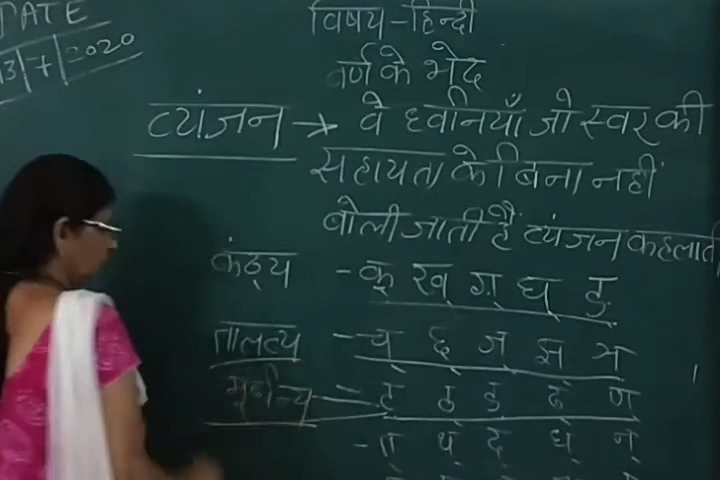 DATE
13/7/2020
विषय - हिन्दी
वर्ण के भेद
व्यंजन → वे ध्वनियाँ जो स्वर की
सहायता के बिना नहीं
बोली जाती हैं व्यंजन कहलाती
कंठ्य - क् ख् ग् घ् ङ्
तालव्य - च् छ् ज् झ् ञ्
मूर्धन्य - ट् ठ् ड् ढ् ण्
- त् थ् द् ध् न्